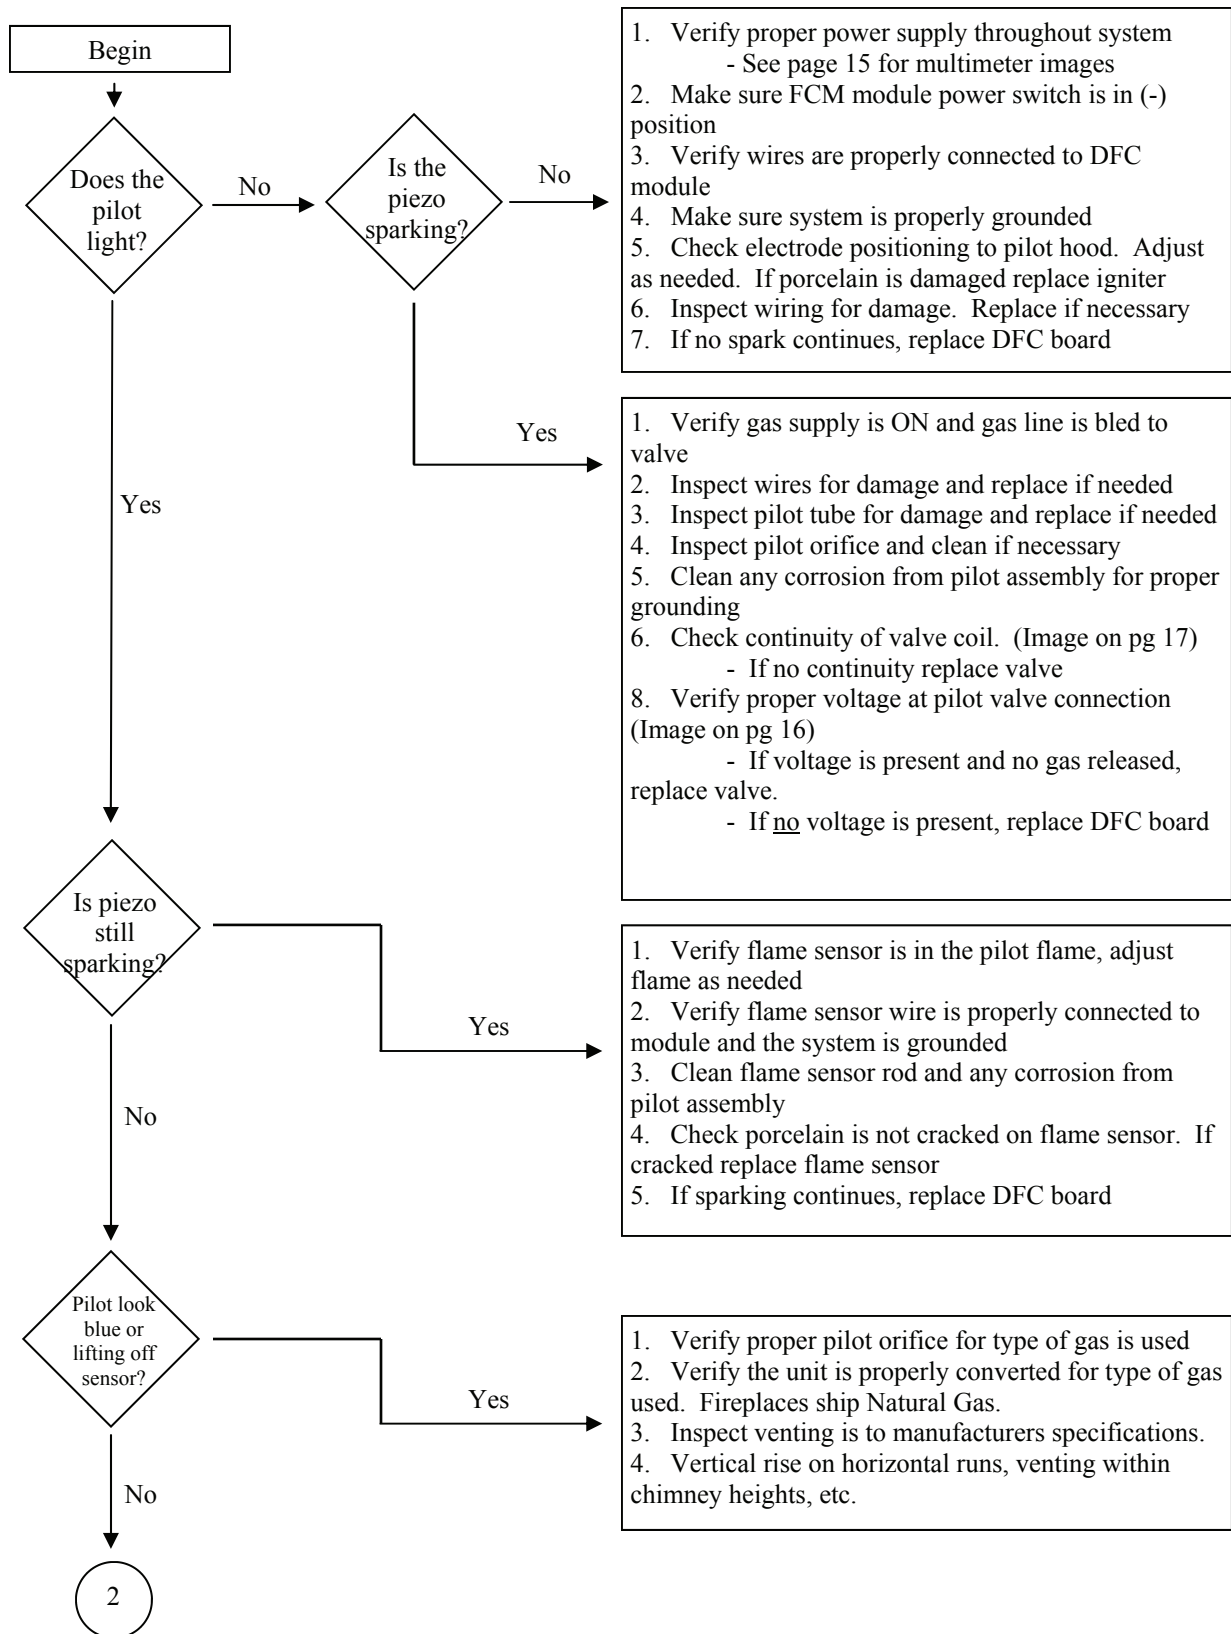 Begin
Does the
pilot
light?
No
Is the
piezo
sparking?
No
1. Verify proper power supply throughout system
- See page 15 for multimeter images
2. Make sure FCM module power switch is in (-)
position
3. Verify wires are properly connected to DFC
module
4. Make sure system is properly grounded
5. Check electrode positioning to pilot hood. Adjust
as needed. If porcelain is damaged replace igniter
6. Inspect wiring for damage. Replace if necessary
7. If no spark continues, replace DFC board
Yes
1. Verify gas supply is ON and gas line is bled to
valve
2. Inspect wires for damage and replace if needed
3. Inspect pilot tube for damage and replace if needed
4. Inspect pilot orifice and clean if necessary
5. Clean any corrosion from pilot assembly for proper
grounding
6. Check continuity of valve coil. (Image on pg 17)
- If no continuity replace valve
8. Verify proper voltage at pilot valve connection
(Image on pg 16)
- If voltage is present and no gas released,
replace valve.
- If no voltage is present, replace DFC board
Yes
Is piezo
still
sparking?
Yes
1. Verify flame sensor is in the pilot flame, adjust
flame as needed
2. Verify flame sensor wire is properly connected to
module and the system is grounded
3. Clean flame sensor rod and any corrosion from
pilot assembly
4. Check porcelain is not cracked on flame sensor. If
cracked replace flame sensor
5. If sparking continues, replace DFC board
No
Pilot look
blue or
lifting off
sensor?
Yes
1. Verify proper pilot orifice for type of gas is used
2. Verify the unit is properly converted for type of gas
used. Fireplaces ship Natural Gas.
3. Inspect venting is to manufacturers specifications.
4. Vertical rise on horizontal runs, venting within
chimney heights, etc.
No
2